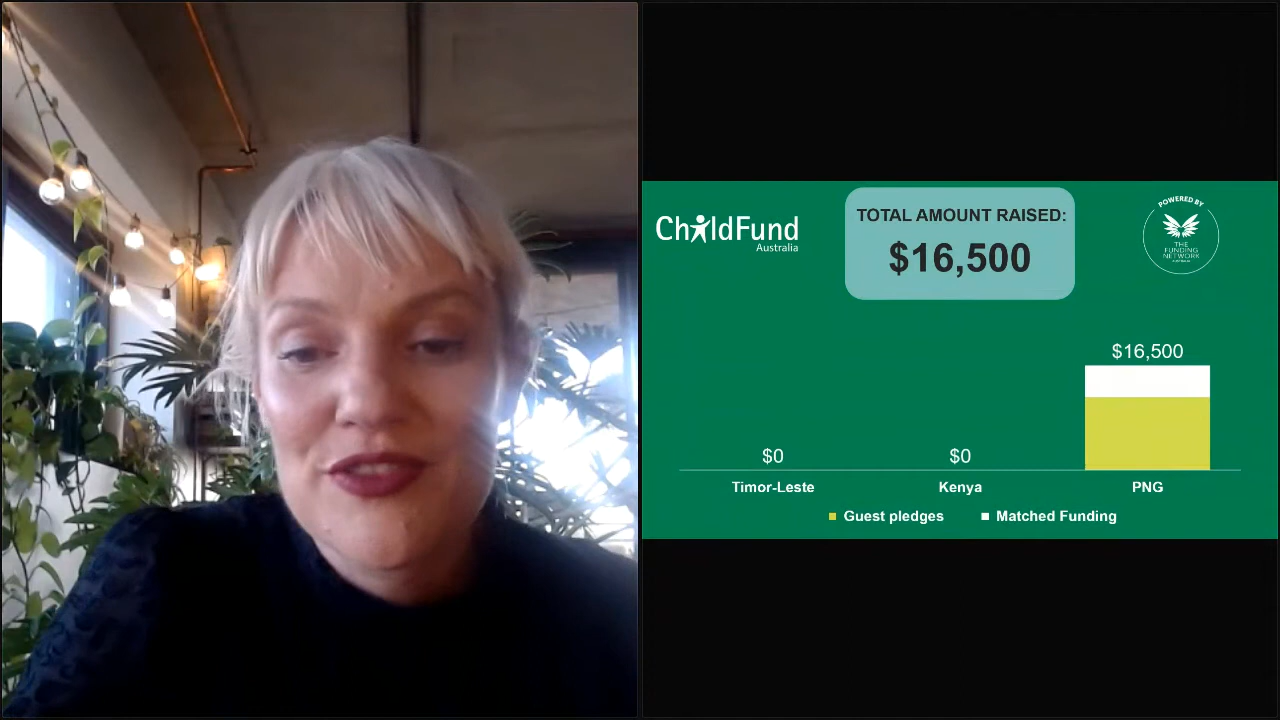 ChildFund
Australia
TOTAL AMOUNT RAISED:
$16,500
POWERED BY
THE
FUNDING
NETWORK
AUSTRALIA
$16,500
$0
$0
Timor-Leste
Kenya
PNG
Guest pledges
Matched Funding